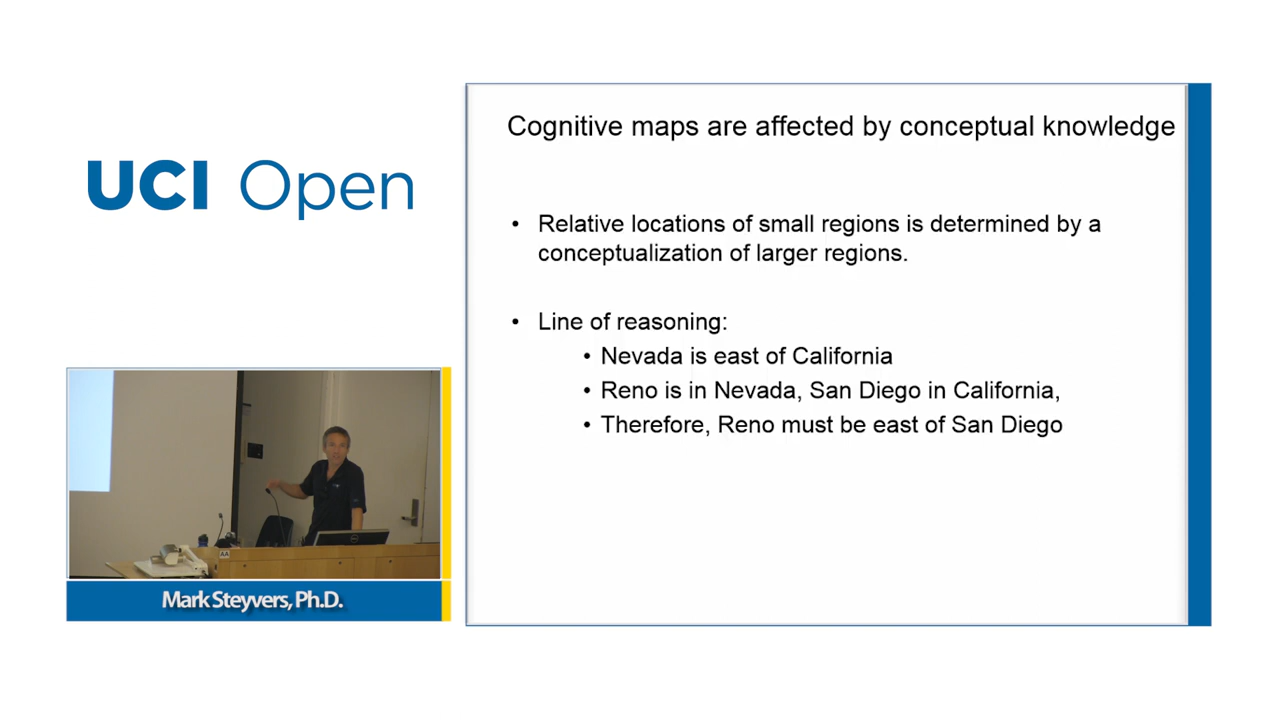 UCI Open
Cognitive maps are affected by conceptual knowledge
• Relative locations of small regions is determined by a
conceptualization of larger regions.
• Line of reasoning:
• Nevada is east of California
• Reno is in Nevada, San Diego in California,
• Therefore, Reno must be east of San Diego
AA
Mark Steyvers, Ph.D.